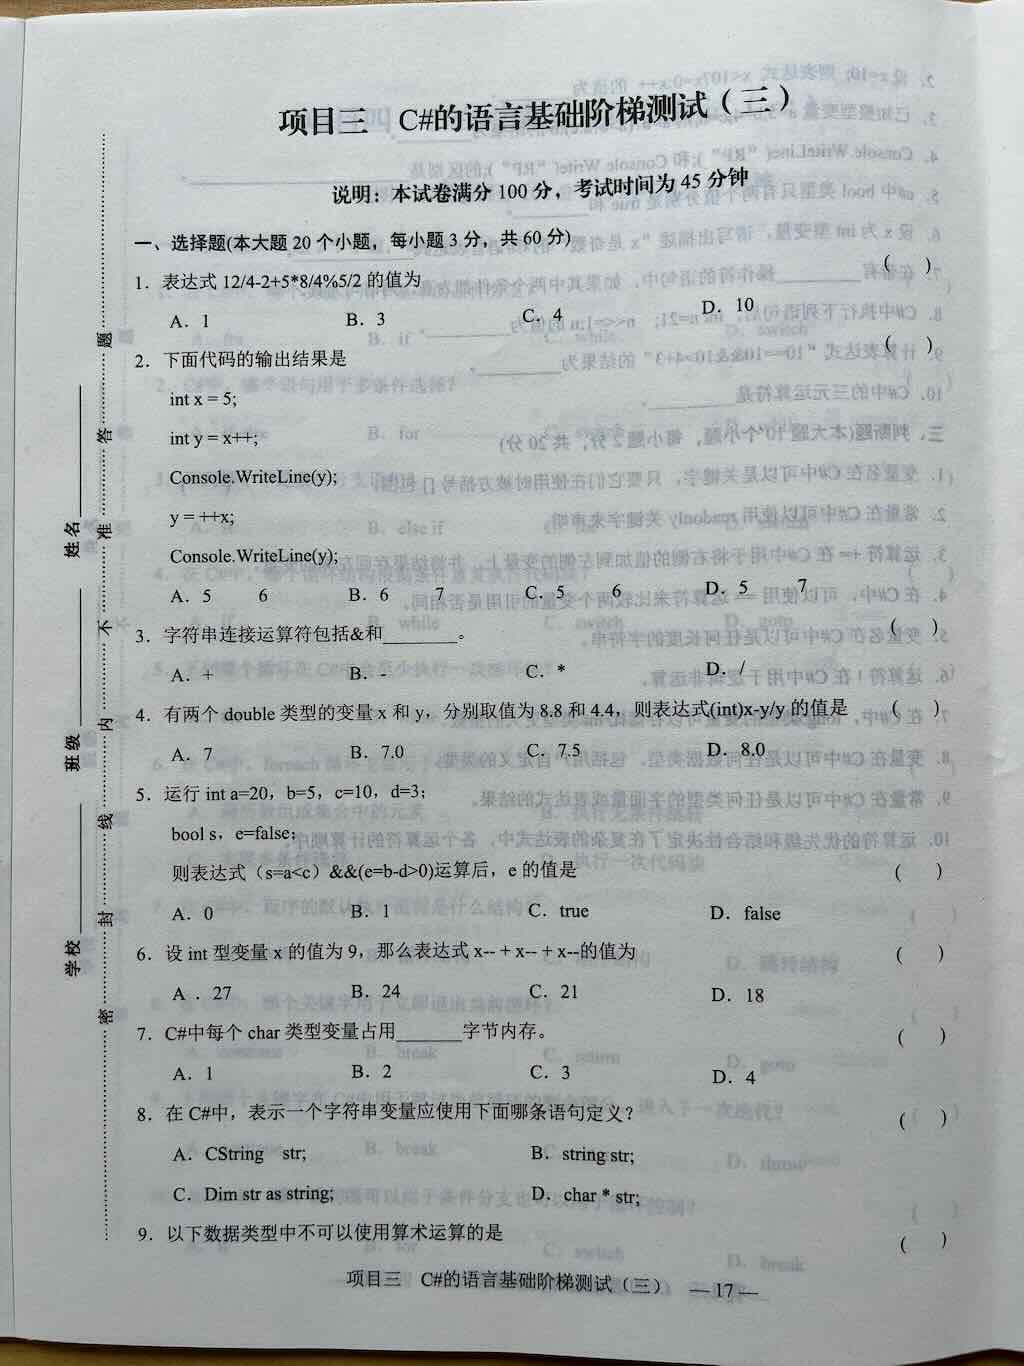 项目三 C#的语言基础阶梯测试(三)
说明：本试卷满分 100 分，考试时间为 45 分钟
一、选择题(本大题 20 个小题，每小题 3 分，共 60 分)
1．表达式 12/4-2+5*8/4%5/2 的值为 ( )
A．1 B．3 C．4 D．10
2．下面代码的输出结果是 ( )
int x = 5;
int y = x++;
Console.WriteLine(y);
y = ++x;
Console.WriteLine(y);
A．5 6 B．6 7 C．5 6 D．5 7
3．字符串连接运算符包括&和_______。 ( )
A．+ B．- C．* D．/
4．有两个 double 类型的变量 x 和 y，分别取值为 8.8 和 4.4，则表达式(int)x-y/y 的值是 ( )
A．7 B．7.0 C．7.5 D．8.0
5．运行 int a=20，b=5，c=10，d=3；
bool s，e=false；
则表达式（s=a<c）&&(e=b-d>0)运算后，e 的值是 ( )
A．0 B．1 C．true D．false
6．设 int 型变量 x 的值为 9，那么表达式 x-- + x-- + x--的值为 ( )
A ．27 B．24 C．21 D．18
7．C#中每个 char 类型变量占用______字节内存。 ( )
A．1 B．2 C．3 D．4
8．在 C#中，表示一个字符串变量应使用下面哪条语句定义？ ( )
A．CString str; B．string str;
C．Dim str as string; D．char * str;
9．以下数据类型中不可以使用算术运算的是 ( )
项目三 C#的语言基础阶梯测试（三） — 17 —
学校 班级 姓名
密 封 线 内 不 准 答 题